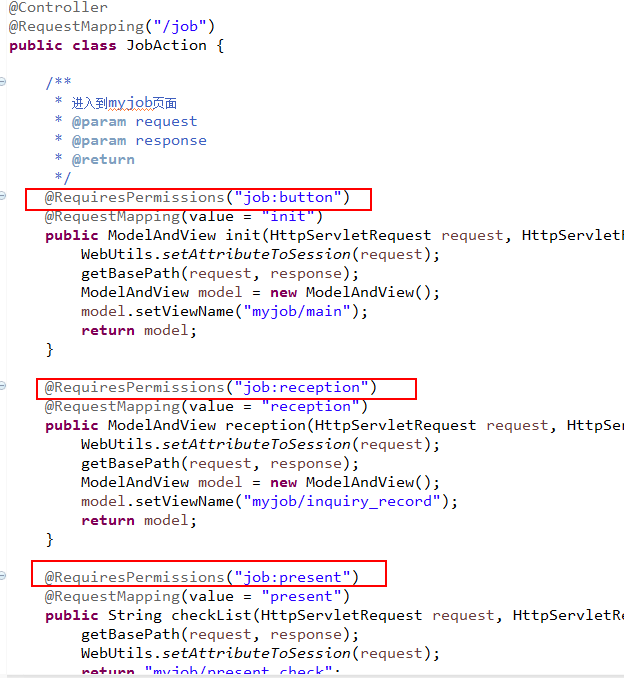 @Controller
@RequestMapping("/job")
public class JobAction {
/**
* 进入到myjob页面
* @param request
* @param response
* @return
*/
@RequiresPermissions("job:button")
@RequestMapping(value = "init")
public ModelAndView init(HttpServletRequest request, HttpServletR
WebUtils.setAttributeToSession(request);
getBasePath(request, response);
ModelAndView model = new ModelAndView();
model.setViewName("myjob/main");
return model;
}
@RequiresPermissions("job:reception")
@RequestMapping(value = "reception")
public ModelAndView reception(HttpServletRequest request, HttpSer
WebUtils.setAttributeToSession(request);
getBasePath(request, response);
ModelAndView model = new ModelAndView();
model.setViewName("myjob/inquiry_record");
return model;
}
@RequiresPermissions("job:present")
@RequestMapping(value = "present")
public String checkList(HttpServletRequest request, HttpServletRe
getBasePath(request, response);
WebUtils.setAttributeToSession(request);
return "myjob/present_check";